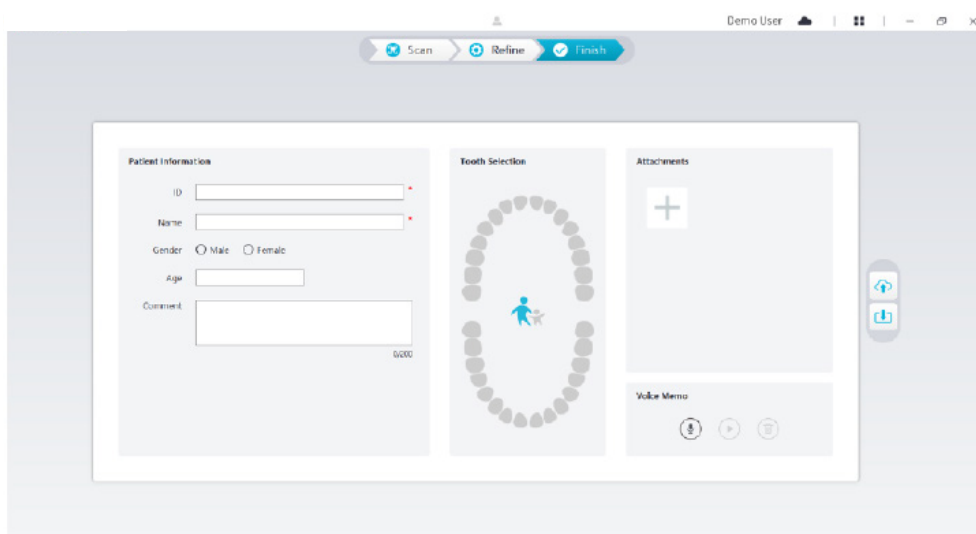 Demo User
Scan
Refine
Finish
Patient Information
ID
*
Name
*
Gender
Male
Female
Age
Comment
0/200
Tooth Selection
Attachments
Voice Memo